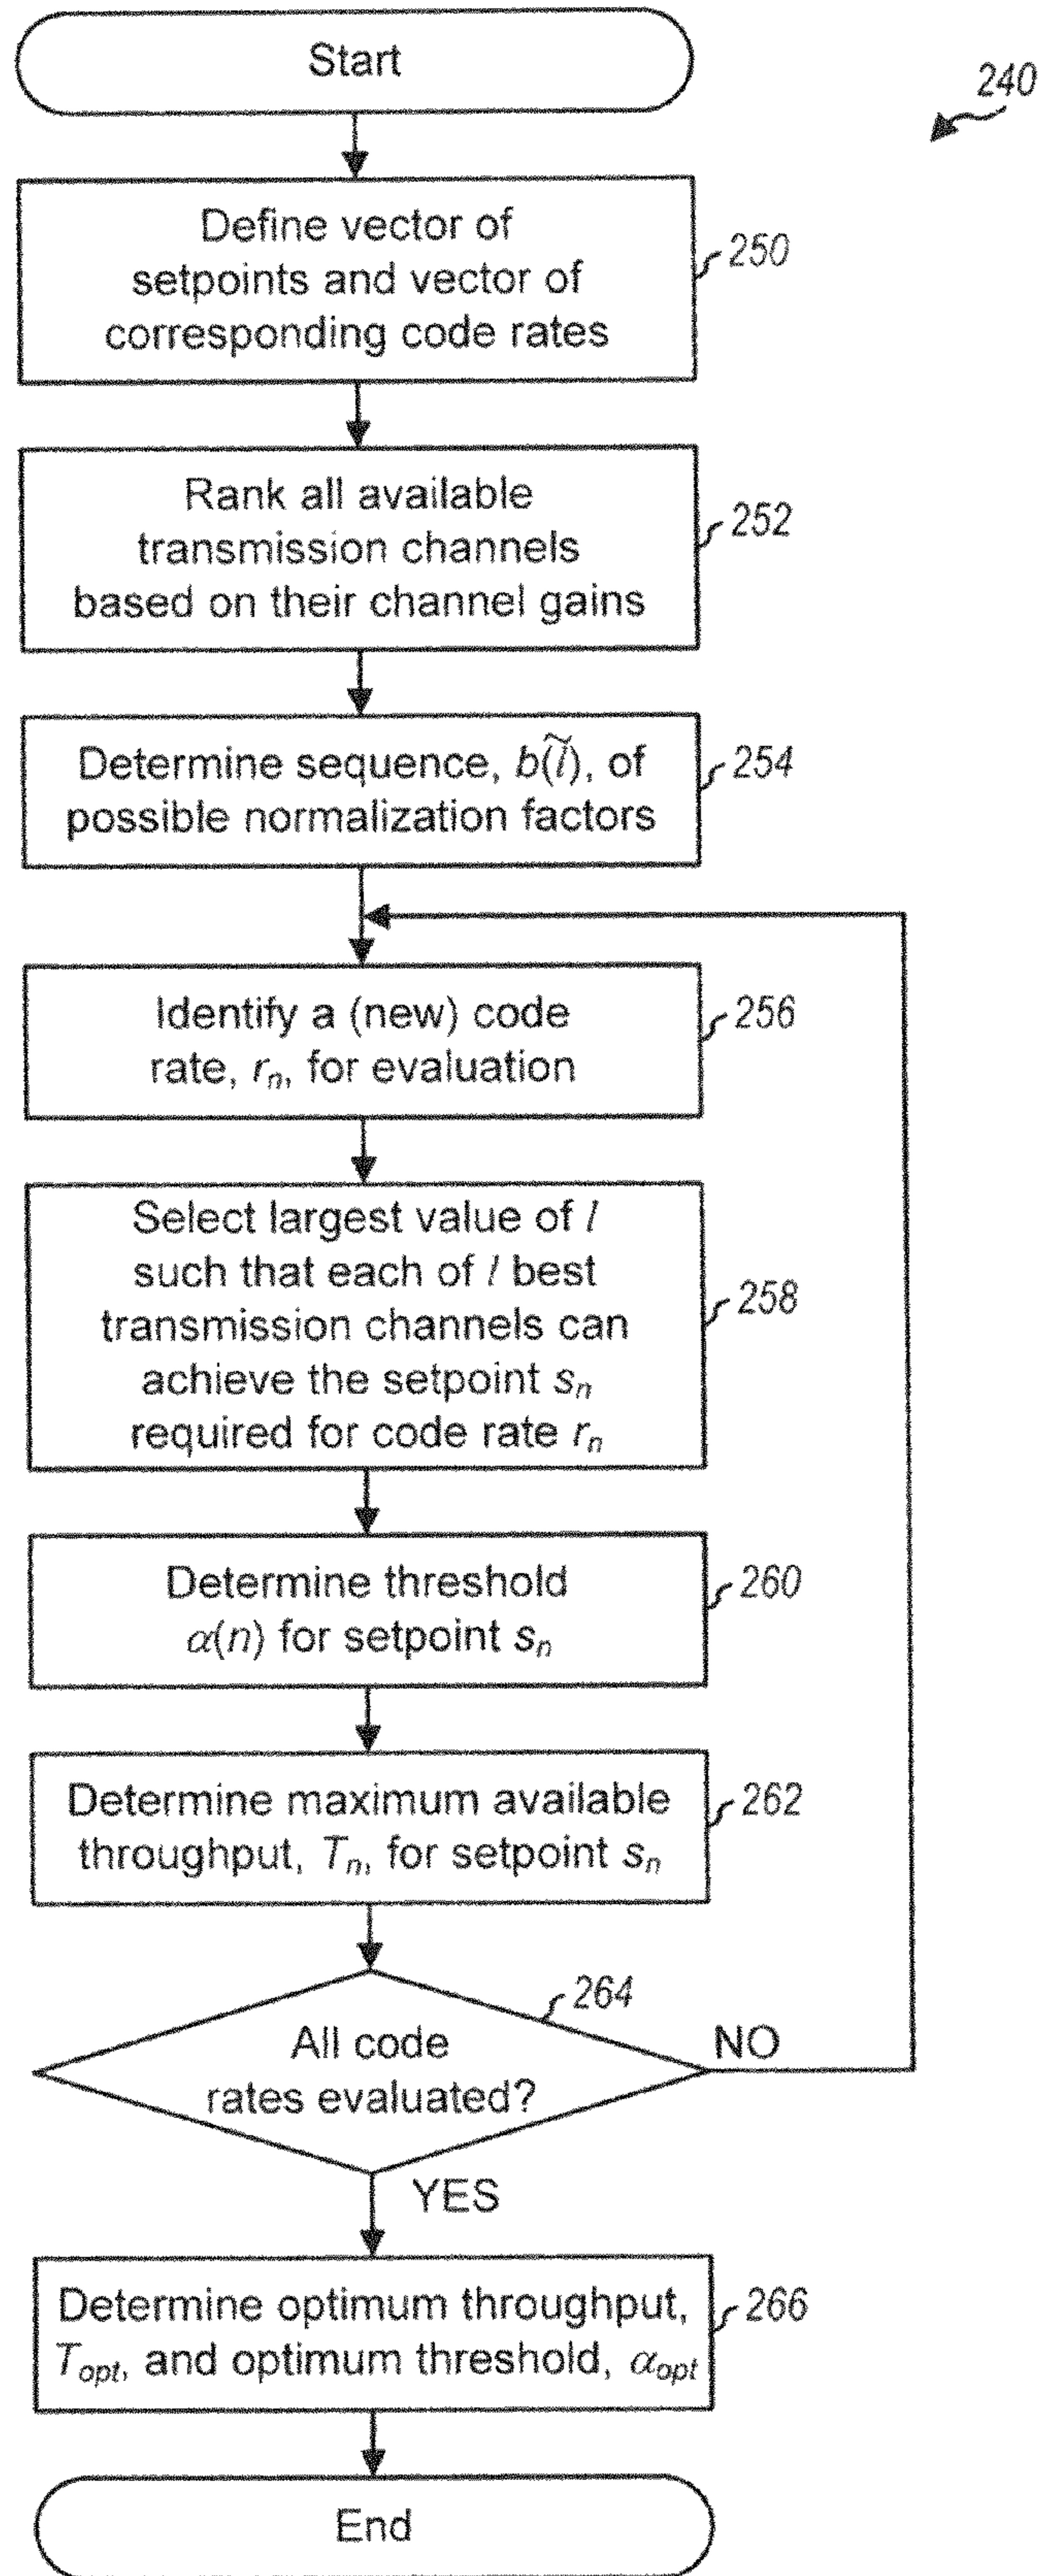 Start
240
Define vector of
setpoints and vector of
corresponding code rates
250
Rank all available
transmission channels
based on their channel gains
252
Determine sequence, b(l̃), of
possible normalization factors
254
Identify a (new) code
rate, rₙ, for evaluation
256
Select largest value of l
such that each of l best
transmission channels can
achieve the setpoint sₙ
required for code rate rₙ
258
Determine threshold
α(n) for setpoint sₙ
260
Determine maximum available
throughput, Tₙ, for setpoint sₙ
262
264
All code
rates evaluated?
NO
YES
Determine optimum throughput,
Tₒₚₜ, and optimum threshold, αₒₚₜ
266
End